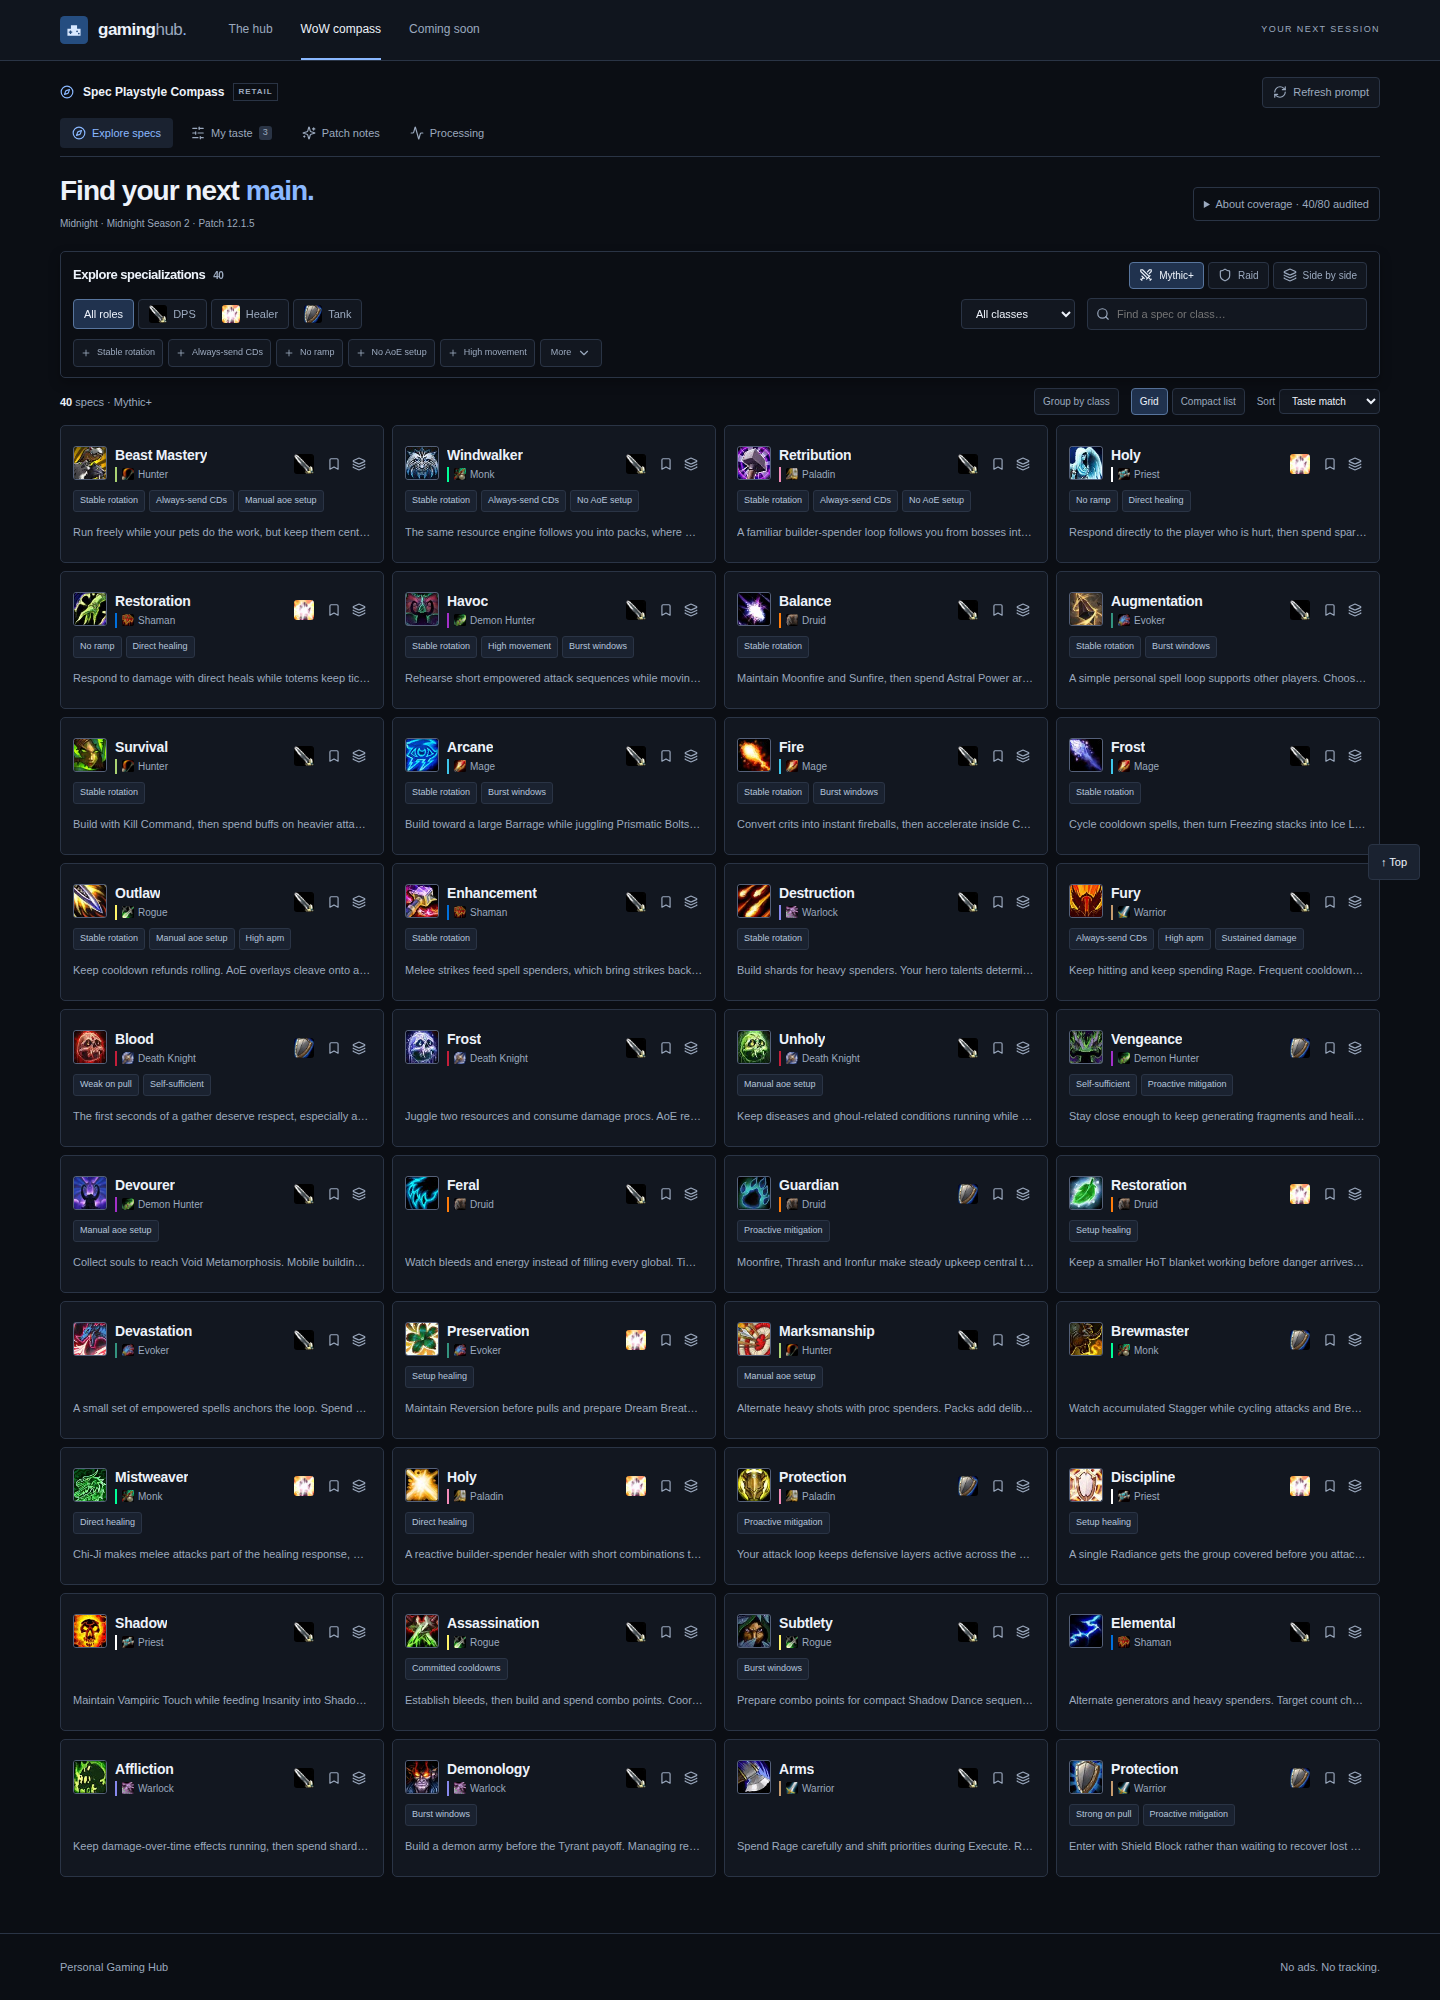 gaminghub.
The hub
WoW compass
Coming soon
YOUR NEXT SESSION
Spec Playstyle Compass
RETAIL
Refresh prompt
Explore specs
My taste 3
Patch notes
Processing
Find your next main.
Midnight · Midnight Season 2 · Patch 12.1.5
About coverage · 40/80 audited
Explore specializations 40
Mythic+
Raid
Side by side
All roles
DPS
Healer
Tank
All classes
Find a spec or class…
Stable rotation
Always-send CDs
No ramp
No AoE setup
High movement
More
40 specs · Mythic+
Group by class
Grid
Compact list
Sort
Taste match
Beast Mastery
Hunter
Stable rotation
Always-send CDs
Manual aoe setup
Run freely while your pets do the work, but keep them cent…
Windwalker
Monk
Stable rotation
Always-send CDs
No AoE setup
The same resource engine follows you into packs, where …
Retribution
Paladin
Stable rotation
Always-send CDs
No AoE setup
A familiar builder-spender loop follows you from bosses int…
Holy
Priest
No ramp
Direct healing
Respond directly to the player who is hurt, then spend spar…
Restoration
Shaman
No ramp
Direct healing
Respond to damage with direct heals while totems keep tic…
Havoc
Demon Hunter
Stable rotation
High movement
Burst windows
Rehearse short empowered attack sequences while movin…
Balance
Druid
Stable rotation
Maintain Moonfire and Sunfire, then spend Astral Power ar…
Augmentation
Evoker
Stable rotation
Burst windows
A simple personal spell loop supports other players. Choos…
Survival
Hunter
Stable rotation
Build with Kill Command, then spend buffs on heavier atta…
Arcane
Mage
Stable rotation
Burst windows
Build toward a large Barrage while juggling Prismatic Bolts…
Fire
Mage
Stable rotation
Burst windows
Convert crits into instant fireballs, then accelerate inside C…
Frost
Mage
Stable rotation
Cycle cooldown spells, then turn Freezing stacks into Ice L…
↑ Top
Outlaw
Rogue
Stable rotation
Manual aoe setup
High apm
Keep cooldown refunds rolling. AoE overlays cleave onto a…
Enhancement
Shaman
Stable rotation
Melee strikes feed spell spenders, which bring strikes back…
Destruction
Warlock
Stable rotation
Build shards for heavy spenders. Your hero talents determi…
Fury
Warrior
Always-send CDs
High apm
Sustained damage
Keep hitting and keep spending Rage. Frequent cooldown…
Blood
Death Knight
Weak on pull
Self-sufficient
The first seconds of a gather deserve respect, especially a…
Frost
Death Knight
Juggle two resources and consume damage procs. AoE re…
Unholy
Death Knight
Manual aoe setup
Keep diseases and ghoul-related conditions running while …
Vengeance
Demon Hunter
Self-sufficient
Proactive mitigation
Stay close enough to keep generating fragments and heali…
Devourer
Demon Hunter
Manual aoe setup
Collect souls to reach Void Metamorphosis. Mobile buildin…
Feral
Druid
Watch bleeds and energy instead of filling every global. Ti…
Guardian
Druid
Proactive mitigation
Moonfire, Thrash and Ironfur make steady upkeep central t…
Restoration
Druid
Setup healing
Keep a smaller HoT blanket working before danger arrives…
Devastation
Evoker
A small set of empowered spells anchors the loop. Spend …
Preservation
Evoker
Setup healing
Maintain Reversion before pulls and prepare Dream Breat…
Marksmanship
Hunter
Manual aoe setup
Alternate heavy shots with proc spenders. Packs add delib…
Brewmaster
Monk
Watch accumulated Stagger while cycling attacks and Bre…
Mistweaver
Monk
Direct healing
Chi-Ji makes melee attacks part of the healing response, …
Holy
Paladin
Direct healing
A reactive builder-spender healer with short combinations t…
Protection
Paladin
Proactive mitigation
Your attack loop keeps defensive layers active across the …
Discipline
Priest
Setup healing
A single Radiance gets the group covered before you attac…
Shadow
Priest
Maintain Vampiric Touch while feeding Insanity into Shado…
Assassination
Rogue
Committed cooldowns
Establish bleeds, then build and spend combo points. Coor…
Subtlety
Rogue
Burst windows
Prepare combo points for compact Shadow Dance sequen…
Elemental
Shaman
Alternate generators and heavy spenders. Target count ch…
Affliction
Warlock
Keep damage-over-time effects running, then spend shard…
Demonology
Warlock
Burst windows
Build a demon army before the Tyrant payoff. Managing re…
Arms
Warrior
Spend Rage carefully and shift priorities during Execute. R…
Protection
Warrior
Strong on pull
Proactive mitigation
Enter with Shield Block rather than waiting to recover lost …
Personal Gaming Hub
No ads. No tracking.